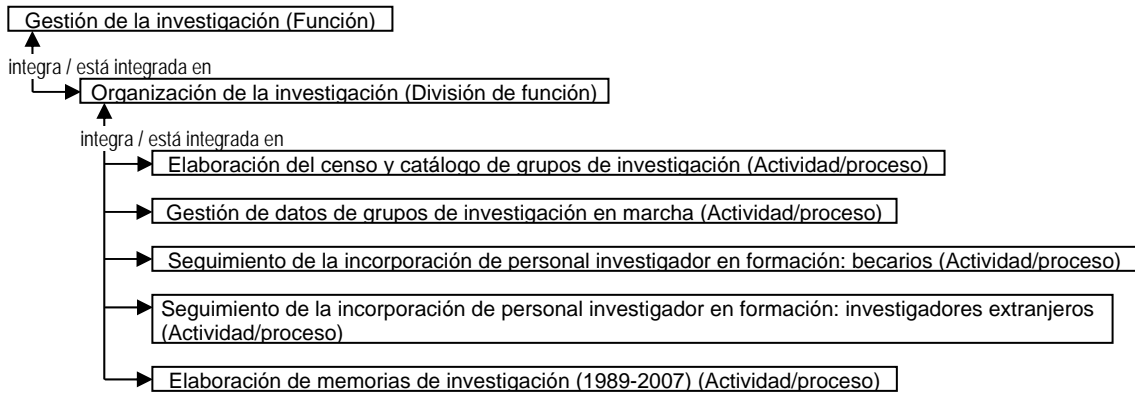 Gestión de la investigación (Función)
integra / está integrada en
Organización de la investigación (División de función)
integra / está integrada en
Elaboración del censo y catálogo de grupos de investigación (Actividad/proceso)
Gestión de datos de grupos de investigación en marcha (Actividad/proceso)
Seguimiento de la incorporación de personal investigador en formación: becarios (Actividad/proceso)
Seguimiento de la incorporación de personal investigador en formación: investigadores extranjeros
(Actividad/proceso)
Elaboración de memorias de investigación (1989-2007) (Actividad/proceso)